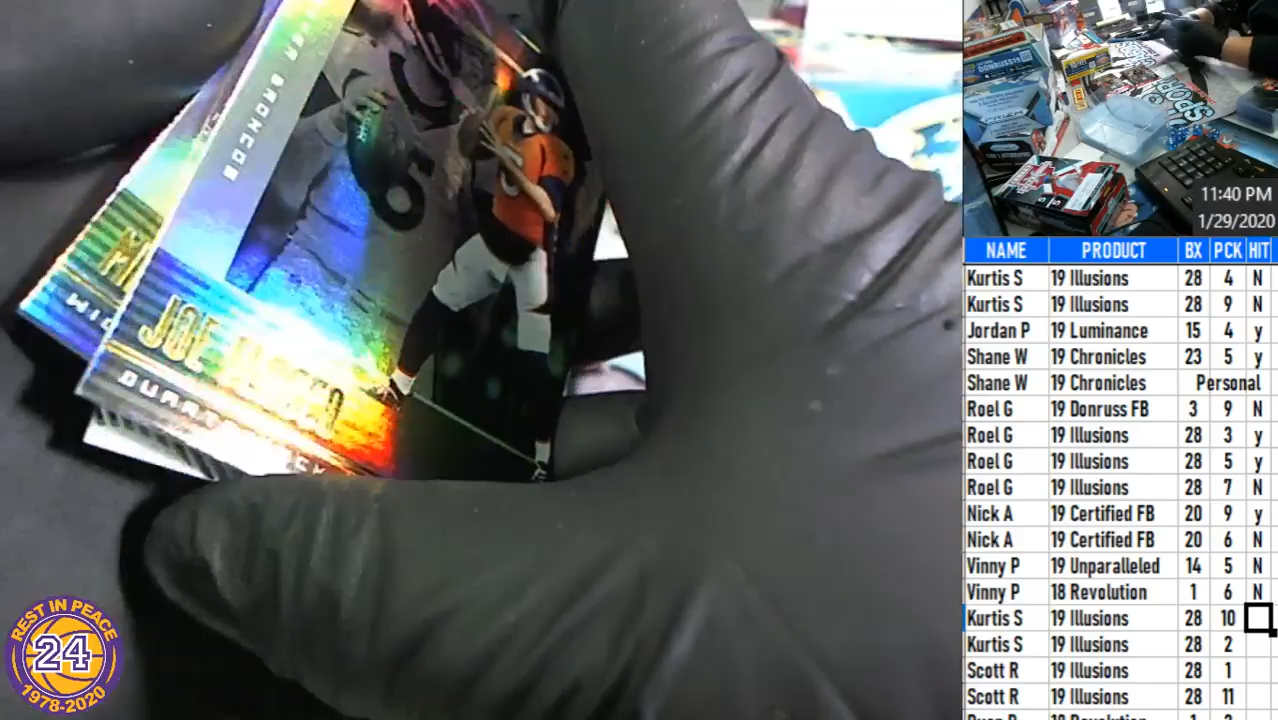 BRONCOS
JOE
11:40 PM
1/29/2020
NAME PRODUCT BX PCK HIT
Kurtis S 19 Illusions 28 4 N
Kurtis S 19 Illusions 28 9 N
Jordan P 19 Luminance 15 4 y
Shane W 19 Chronicles 23 5 y
Shane W 19 Chronicles Personal
Roel G 19 Donruss FB 3 9 N
Roel G 19 Illusions 28 3 y
Roel G 19 Illusions 28 5 y
Roel G 19 Illusions 28 7 N
Nick A 19 Certified FB 20 9 y
Nick A 19 Certified FB 20 6 N
Vinny P 19 Unparalleled 14 5 N
Vinny P 18 Revolution 1 6 N
Kurtis S 19 Illusions 28 10
Kurtis S 19 Illusions 28 2
Scott R 19 Illusions 28 1
Scott R 19 Illusions 28 11
REST IN PEACE
24
1978-2020